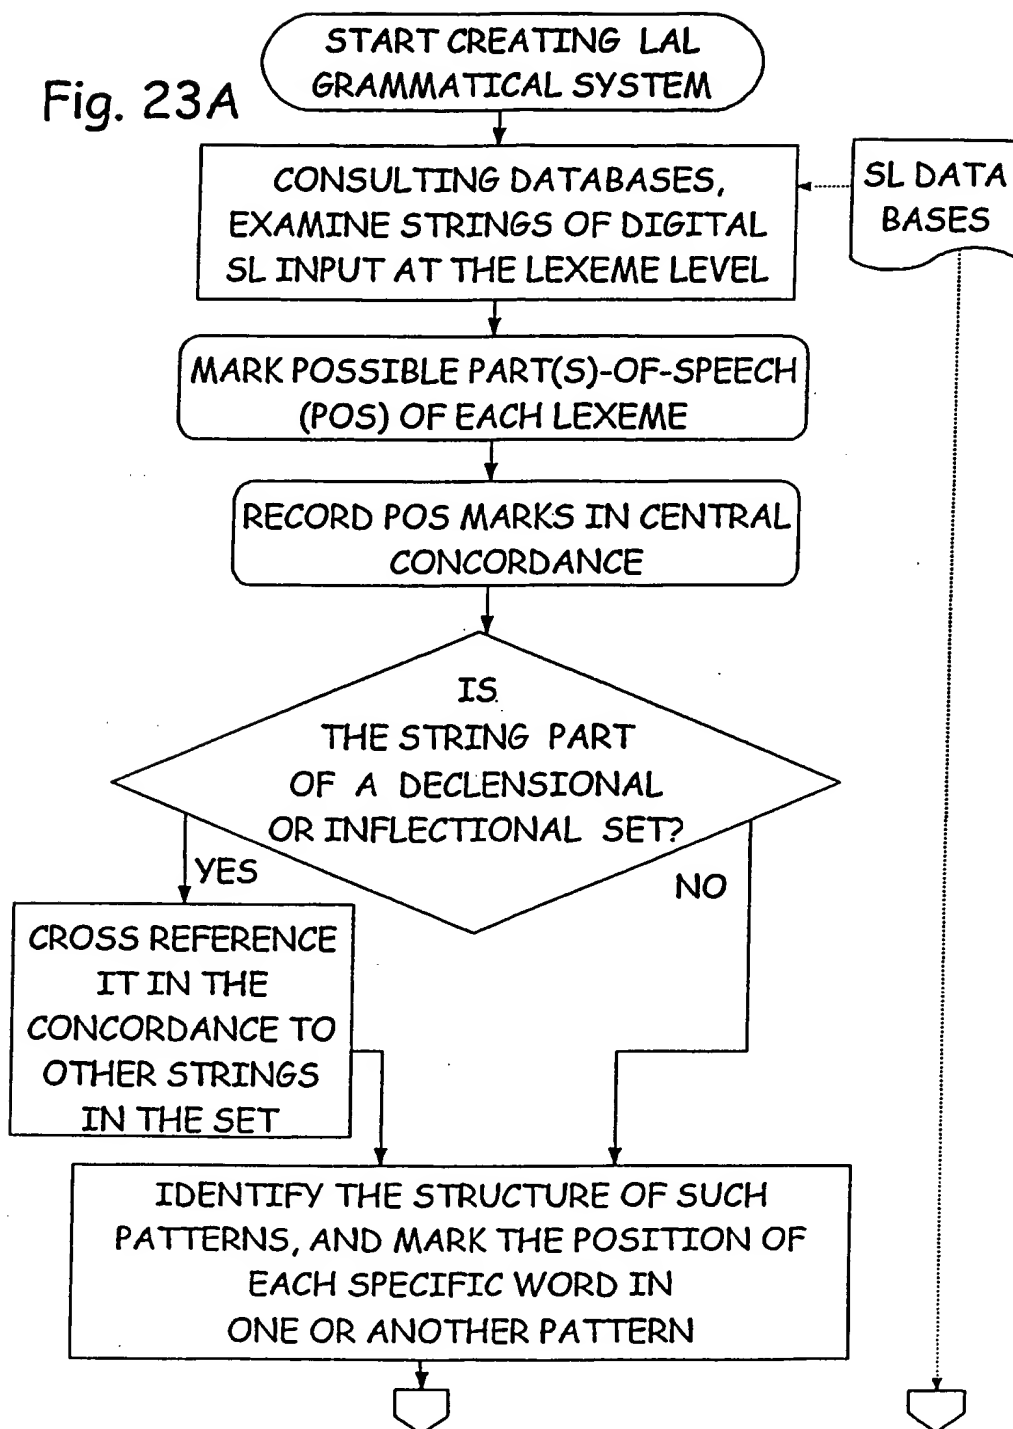 Fig. 23A
START CREATING LAL
GRAMMATICAL SYSTEM
CONSULTING DATABASES,
EXAMINE STRINGS OF DIGITAL
SL INPUT AT THE LEXEME LEVEL
SL DATA
BASES
MARK POSSIBLE PART(S)-OF-SPEECH
(POS) OF EACH LEXEME
RECORD POS MARKS IN CENTRAL
CONCORDANCE
IS
THE STRING PART
OF A DECLENSIONAL
OR INFLECTIONAL SET?
YES
NO
CROSS REFERENCE
IT IN THE
CONCORDANCE TO
OTHER STRINGS
IN THE SET
IDENTIFY THE STRUCTURE OF SUCH
PATTERNS, AND MARK THE POSITION OF
EACH SPECIFIC WORD IN
ONE OR ANOTHER PATTERN